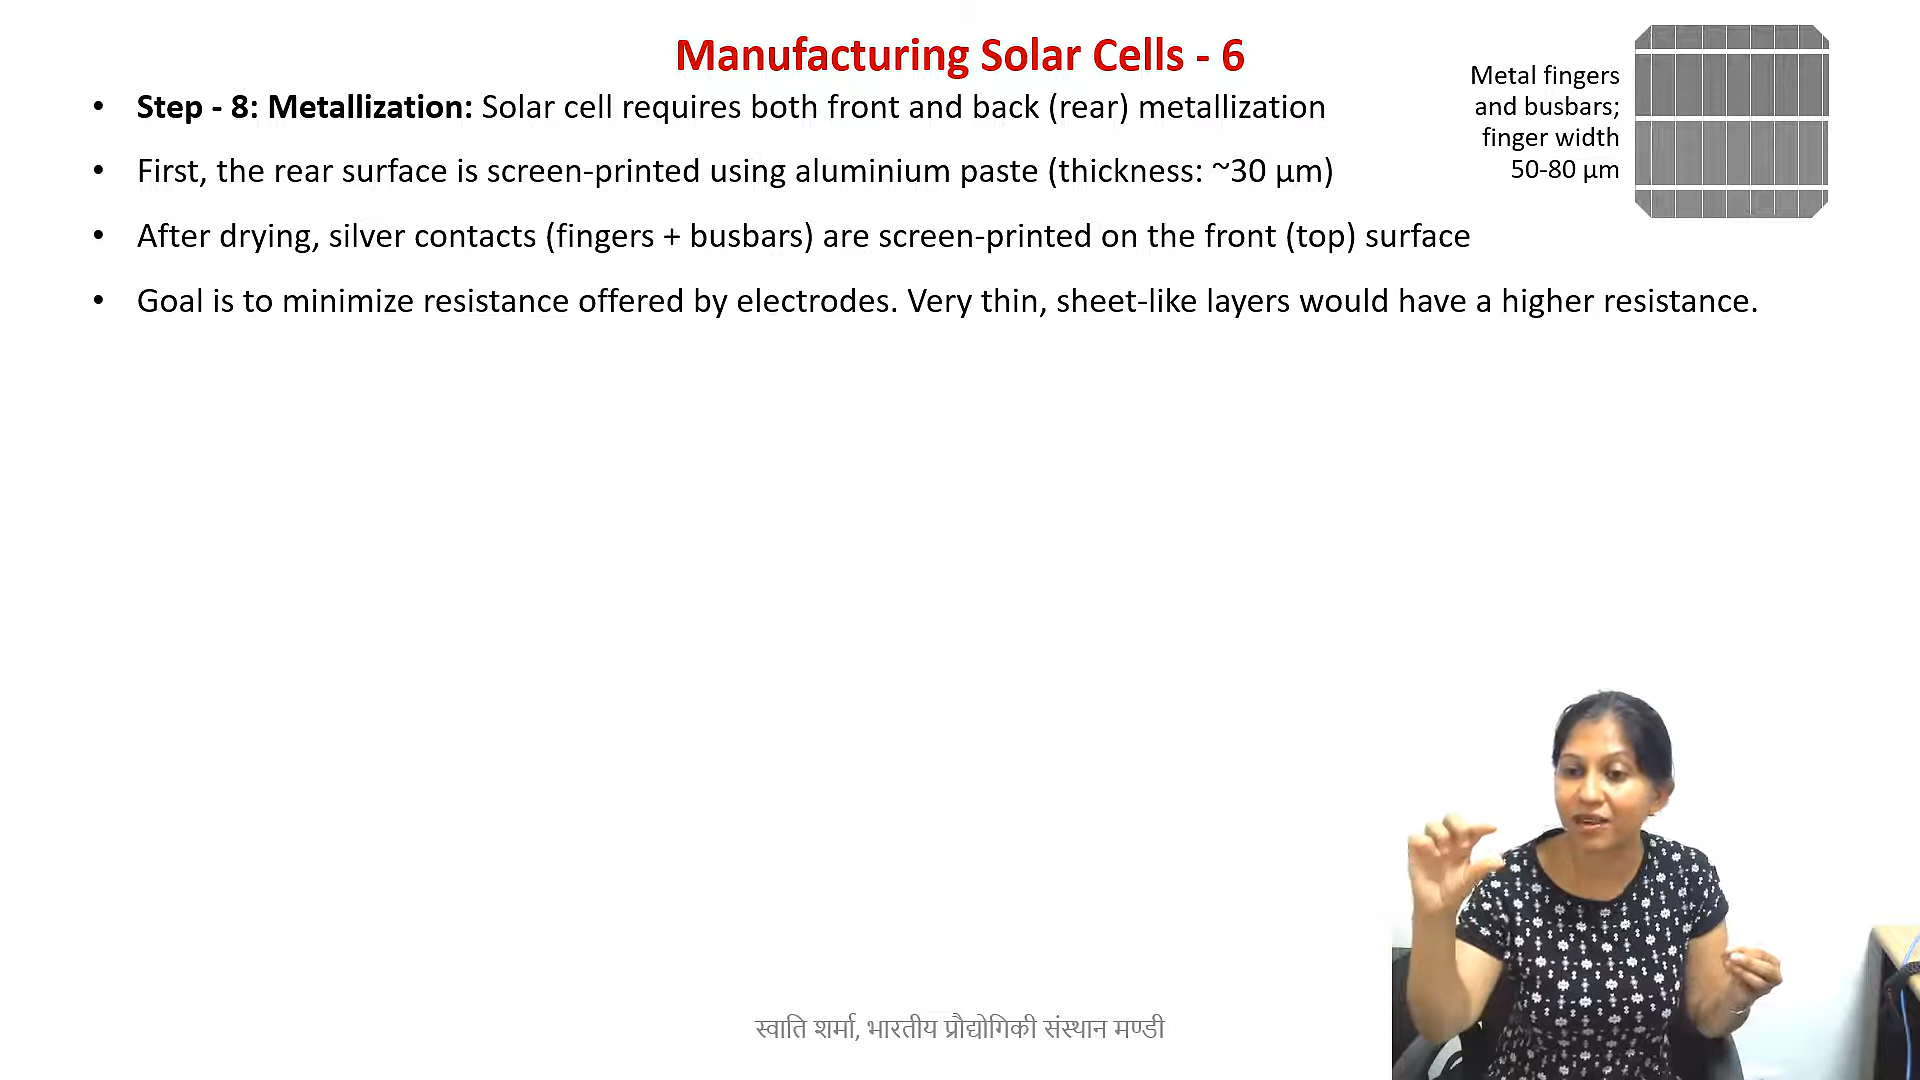 Manufacturing Solar Cells - 6
• Step - 8: Metallization: Solar cell requires both front and back (rear) metallization
• First, the rear surface is screen-printed using aluminium paste (thickness: ~30 µm)
• After drying, silver contacts (fingers + busbars) are screen-printed on the front (top) surface
• Goal is to minimize resistance offered by electrodes. Very thin, sheet-like layers would have a higher resistance.
Metal fingers
and busbars;
finger width
50-80 µm
स्वाति शर्मा, भारतीय प्रौद्योगिकी संस्थान मण्डी